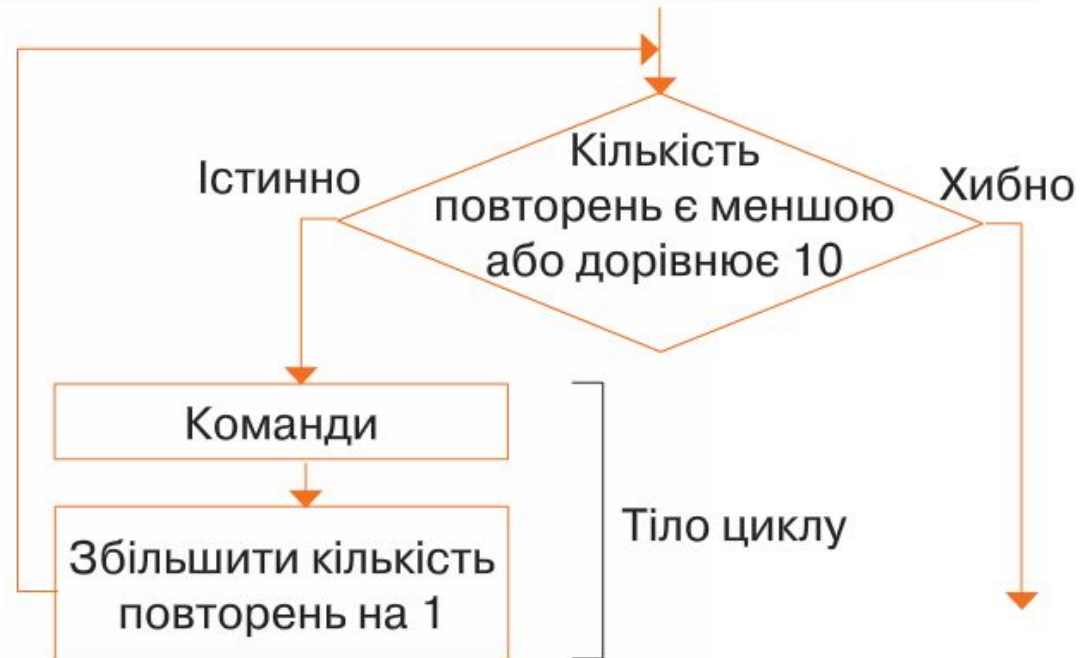 Кількість
повторень є меншою
або дорівнює 10
Істинно
Хибно
Команди
Збільшити кількість
повторень на 1
Тіло циклу